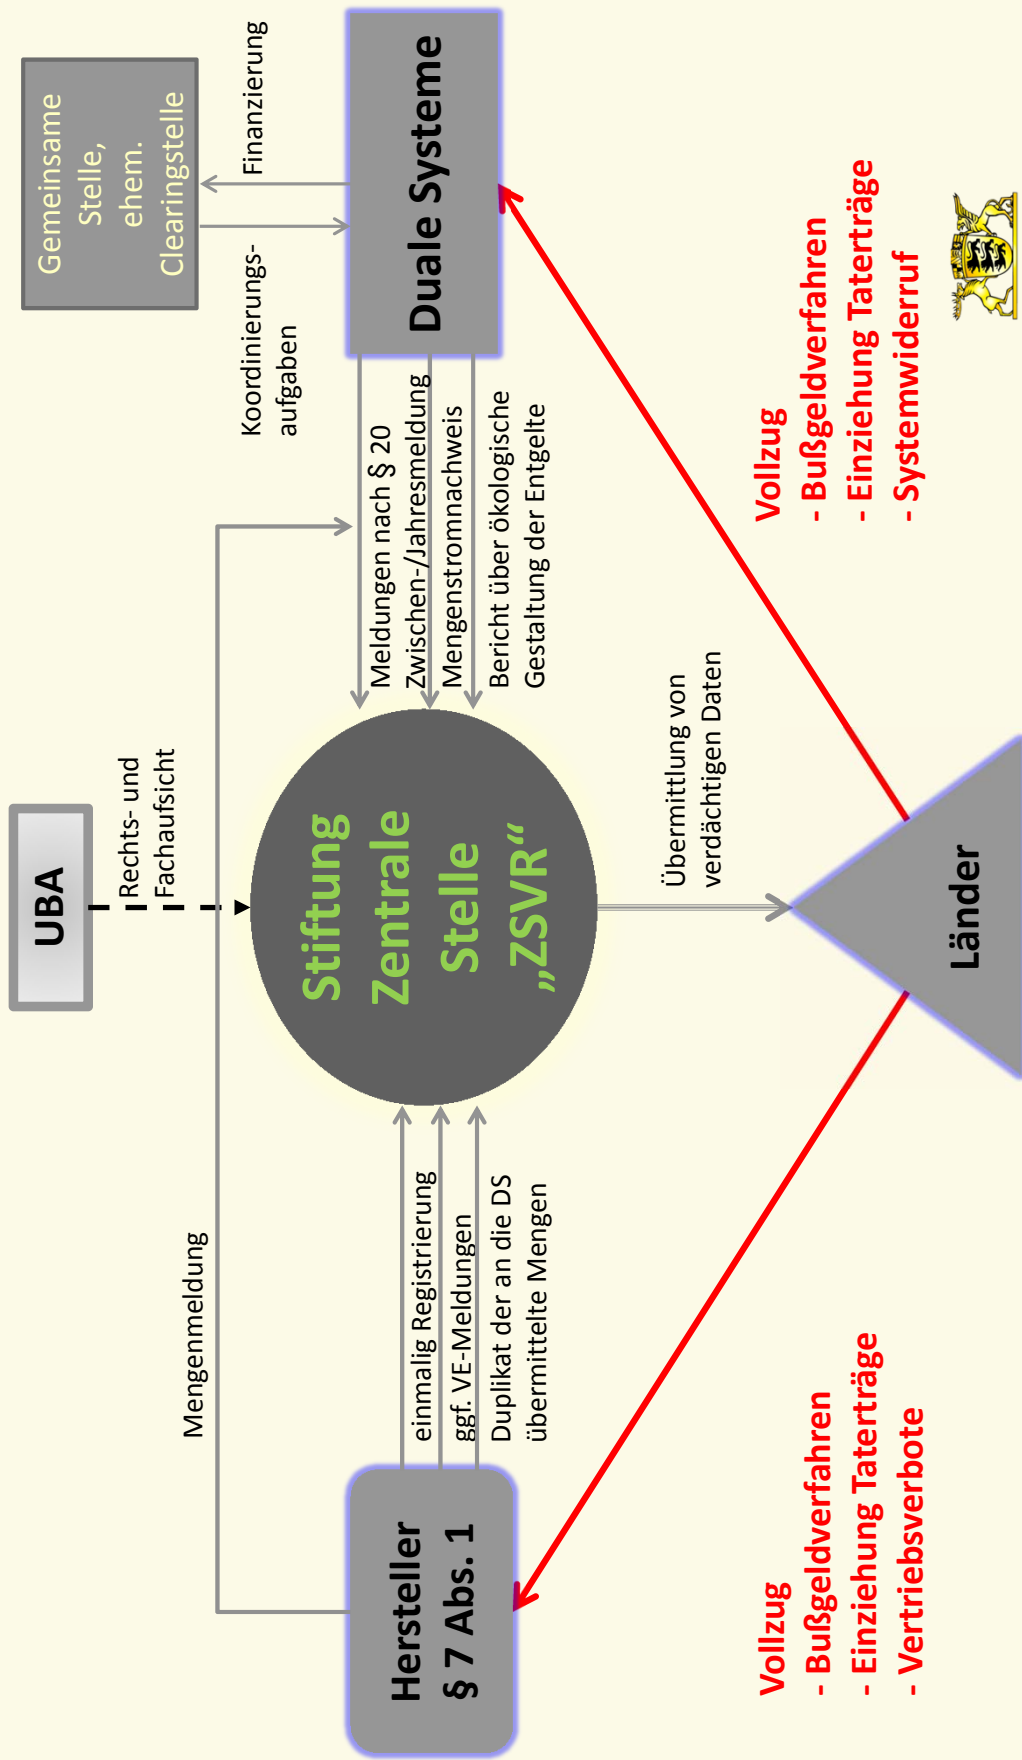 UBA
Rechts- und
Fachaufsicht
Gemeinsame
Stelle,
ehem.
Clearingstelle
Mengenmeldung
Koordinierungs-
aufgaben
Finanzierung
Hersteller
§ 7 Abs. 1
einmalig Registrierung
ggf. VE-Meldungen
Duplikat der an die DS
übermittelte Mengen
Stiftung
Zentrale
Stelle
„ZSVR“
Meldungen nach § 20
Zwischen-/Jahresmeldung
Mengenstromnachweis
Bericht über ökologische
Gestaltung der Entgelte
Duale Systeme
Übermittlung von
verdächtigen Daten
Vollzug
- Bußgeldverfahren
- Einziehung Taterträge
- Vertriebsverbote
Länder
Vollzug
- Bußgeldverfahren
- Einziehung Taterträge
- Systemwiderruf